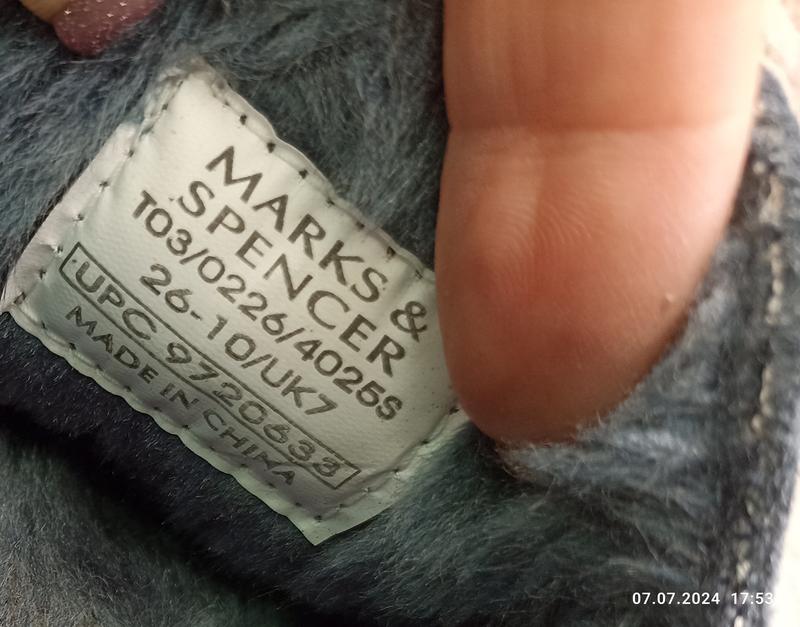 MARKS &
SPENCER
T03/0226/4025S
26-10/UK7
UPC 9720633
MADE IN CHINA
07.07.2024 17:53